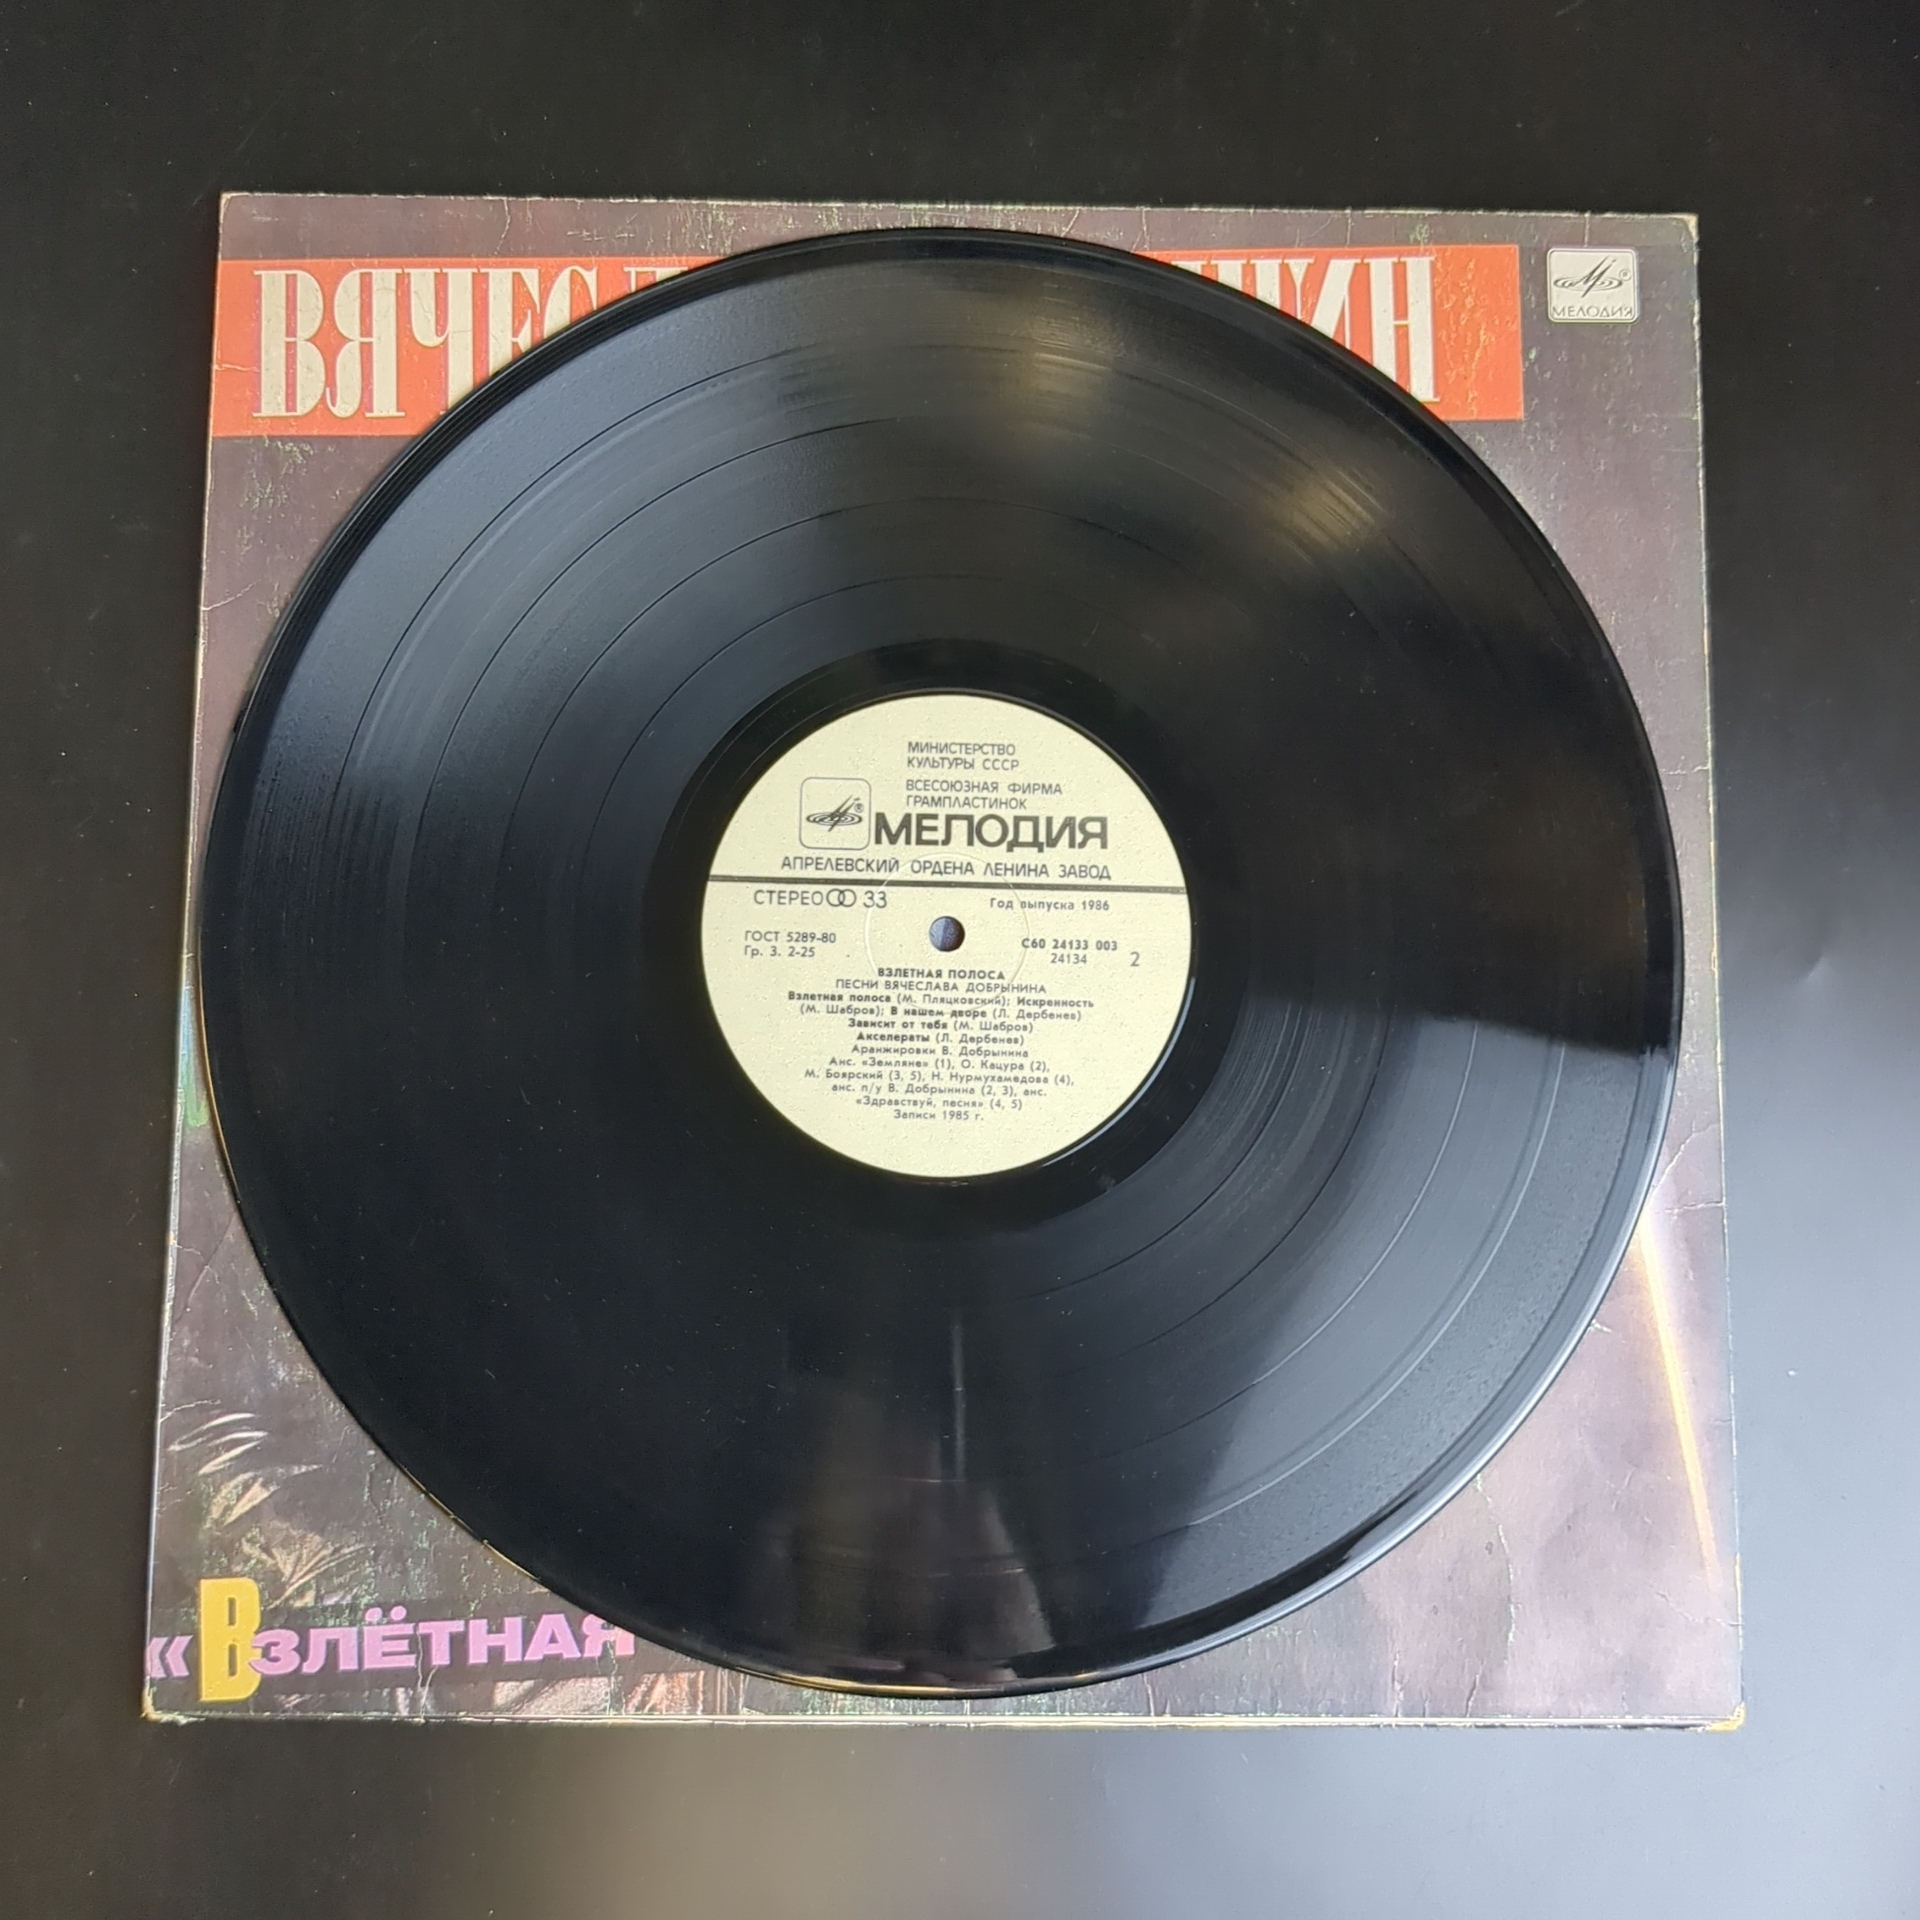 ВЯЧЕСЛ
НИН
МЕЛОДИЯ
МИНИСТЕРСТВО
КУЛЬТУРЫ СССР
ВСЕСОЮЗНАЯ ФИРМА
ГРАМПЛАСТИНОК
МЕЛОДИЯ
АПРЕЛЕВСКИЙ ОРДЕНА ЛЕНИНА ЗАВОД
СТЕРЕО 33
Год выпуска 1986
ГОСТ 5289-80
Гр. 3. 2-25
С60 24133 003
24134
2
ВЗЛЕТНАЯ ПОЛОСА
ПЕСНИ ВЯЧЕСЛАВА ДОБРЫНИНА
Взлетная полоса (М. Пляцковский); Искренность
(М. Шабров); В нашем дворе (Л. Дербенев)
Зависит от тебя (М. Шабров)
Акселераты (Л. Дербенев)
Аранжировки В. Добрынина
Анс. «Земляне» (1), О. Кацура (2),
М. Боярский (3, 5), Н. Нурмухамедова (4),
анс. п/у В. Добрынина (2, 3), анс.
«Здравствуй, песня» (4, 5)
Записи 1985 г.
«ВЗЛЁТНАЯ